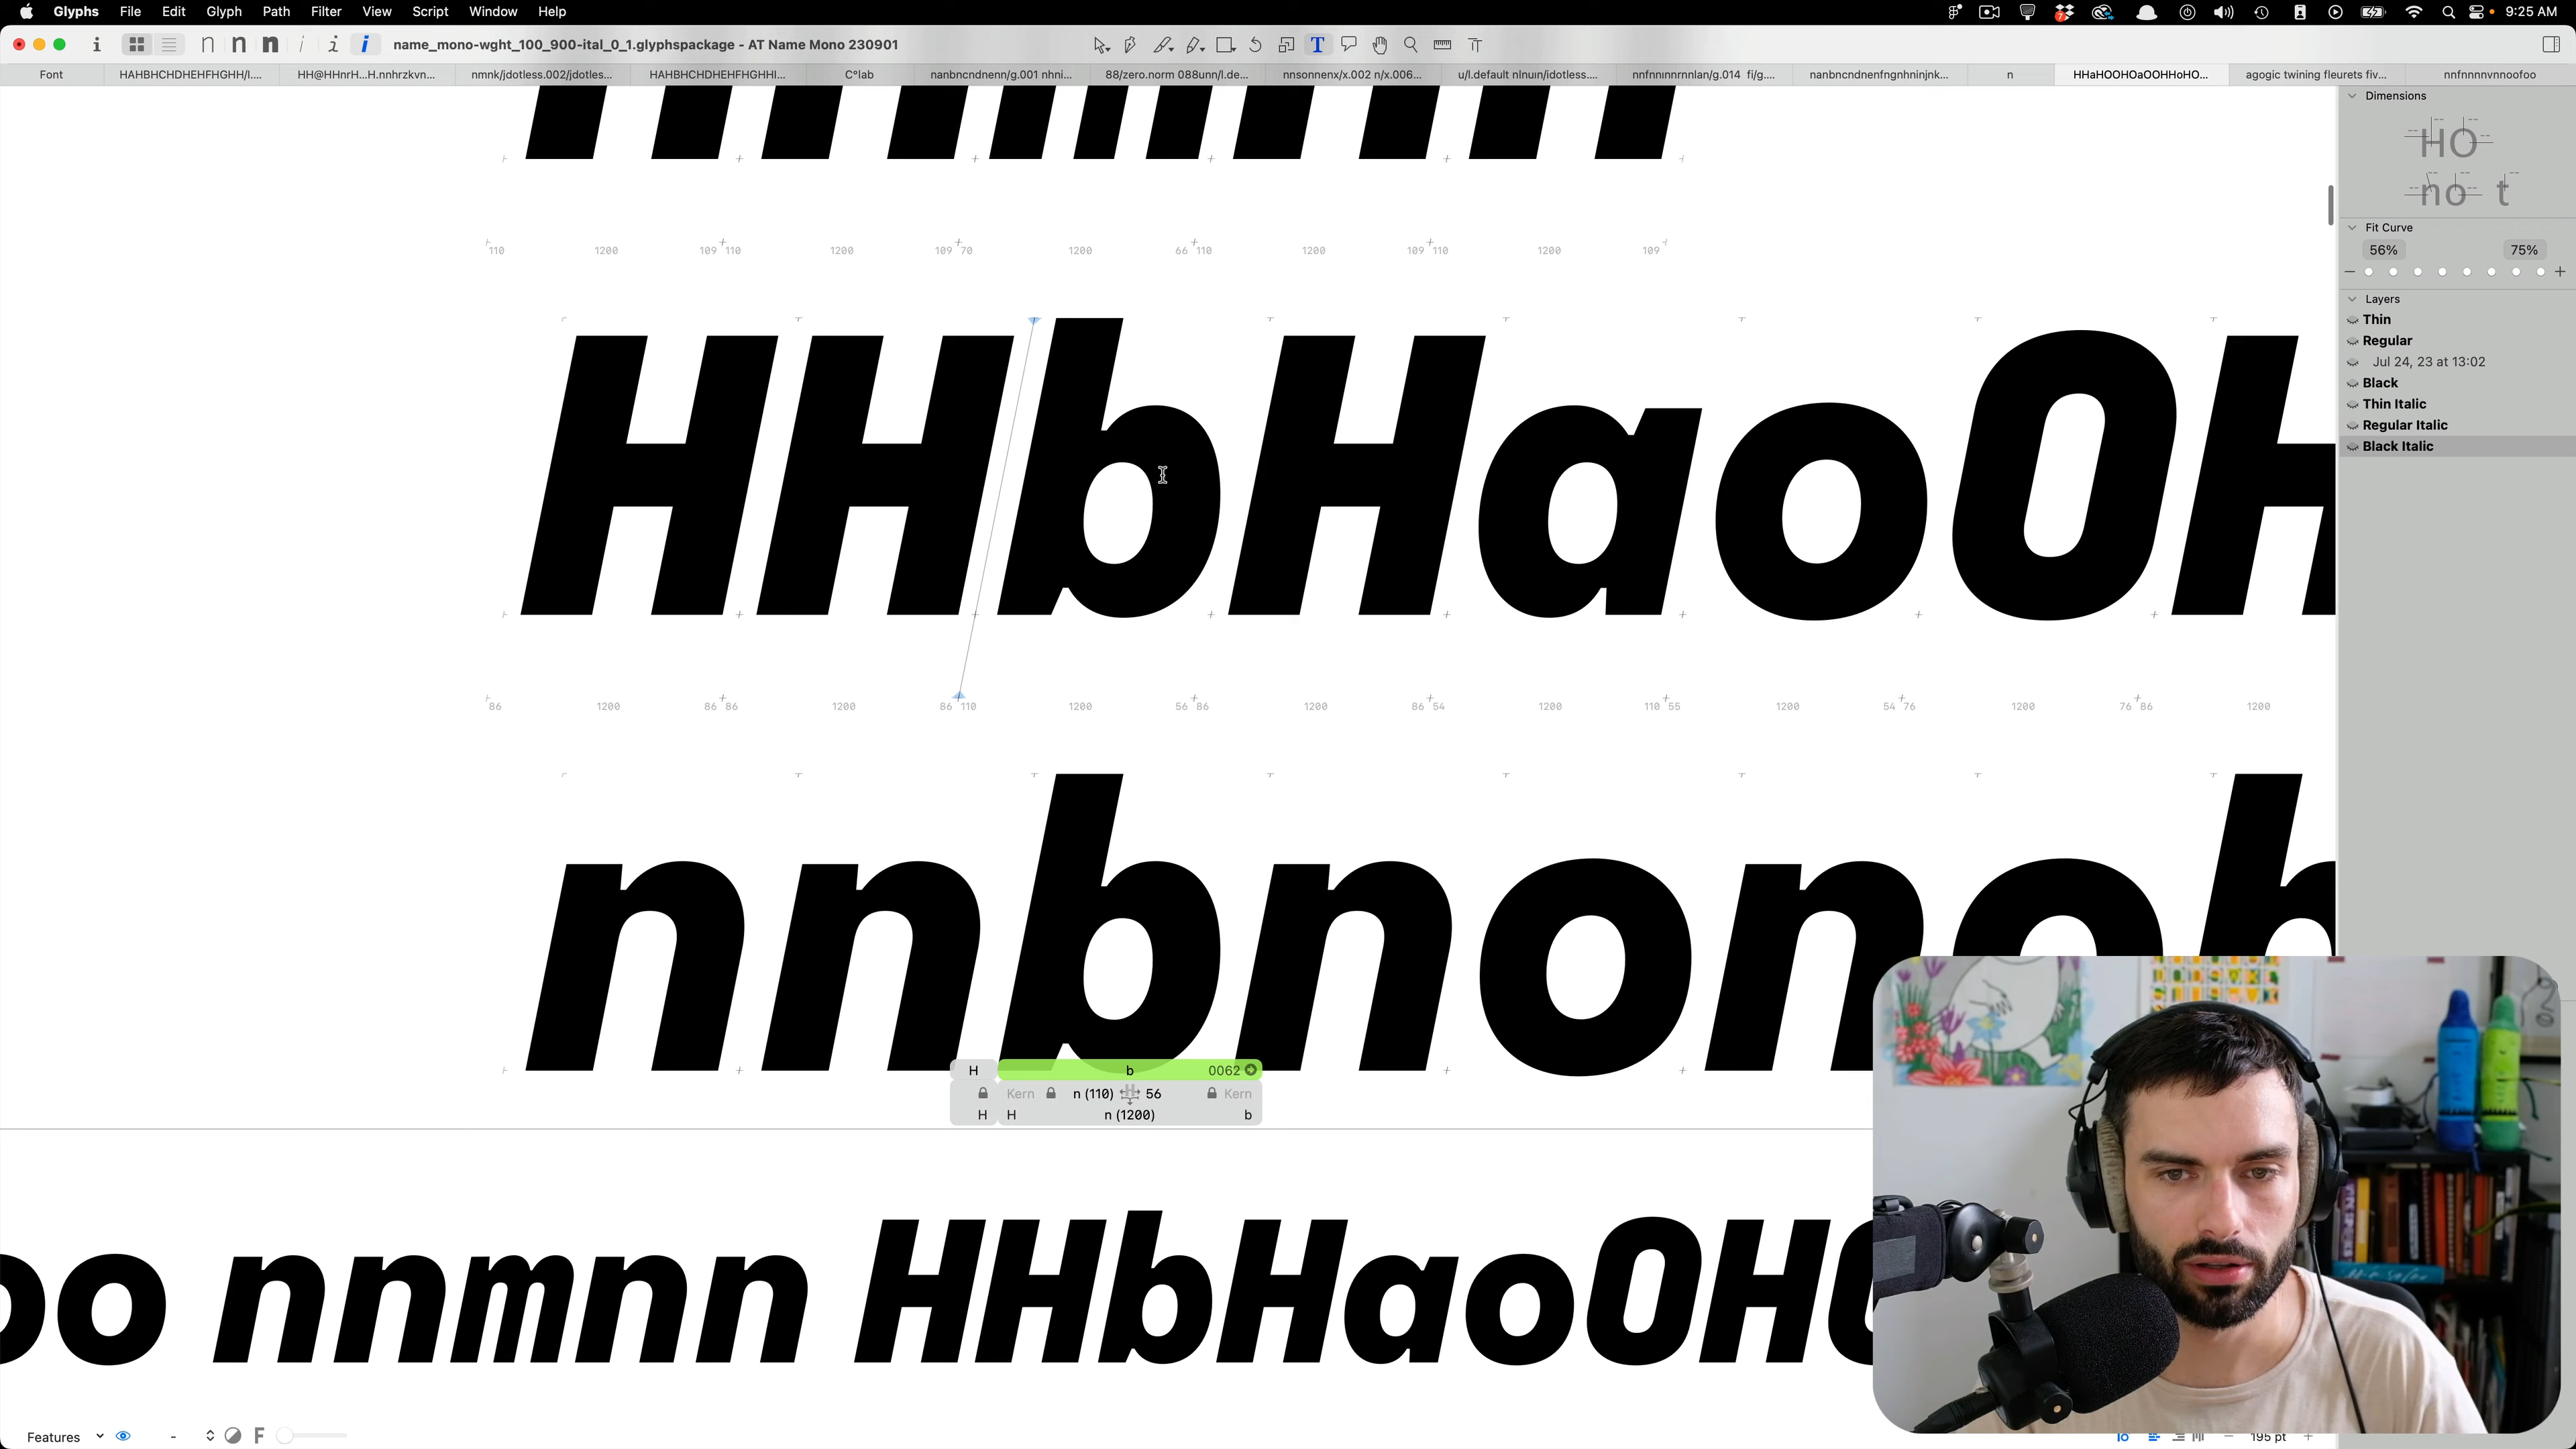 Glyphs File Edit Glyph Path Filter View Script Window Help 9:25 AM
name_mono-wght_100_900-ital_0_1.glyphspackage - AT Name Mono 230901
Font HAHBHCHDHEHFHGHH/l.... HH@HHnrH...H.nnhrzkvn... nmnk/jdotless.002/jdotles... HAHBHCHDHEHFHGHHI... C°lab nanbncndnenn/g.001 nhni... 88/zero.norm 088unn/l.de... nnsonnenx/x.002 n/x.006... u/l.default nlnuın/idotless.... nnfnnınnrnnlan/g.014 fi/g.... nanbncndnenfngnhninjnk... n HHaHOOHOaOOHHoHO... agogic twining fleurets fiv... nnfnnnnvnnoofoo
Dimensions
HO
no t
Fit Curve
56% 75%
Layers
Thin
Regular
Jul 24, 23 at 13:02
Black
Thin Italic
Regular Italic
Black Italic
110 1200 109 110 1200 109 70 1200 66 110 1200 109 110 1200 109
HHbHaoOH
86 1200 86 86 1200 86 110 1200 56 86 1200 86 54 1200 110 55 1200 54 76 1200 76 86 1200
nnbnonob
H b 0062
Kern n (110) 56 Kern
H H n (1200) b
oo nnmnn HHbHaoOHO
Features - F 195 pt